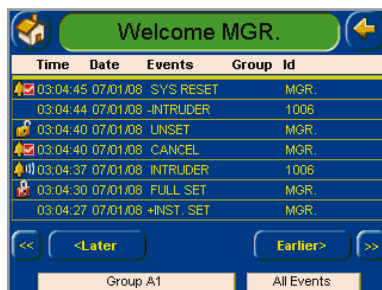 Welcome MGR.
Time Date Events Group Id
03:04:45 07/01/08 SYS RESET MGR.
03:04:44 07/01/08 -INTRUDER 1006
03:04:40 07/01/08 UNSET MGR.
03:04:40 07/01/08 CANCEL MGR.
03:04:37 07/01/08 INTRUDER 1006
03:04:30 07/01/08 FULL SET MGR.
03:04:27 07/01/08 +INST. SET MGR.
<< <Later Earlier> >>
Group A1 All Events